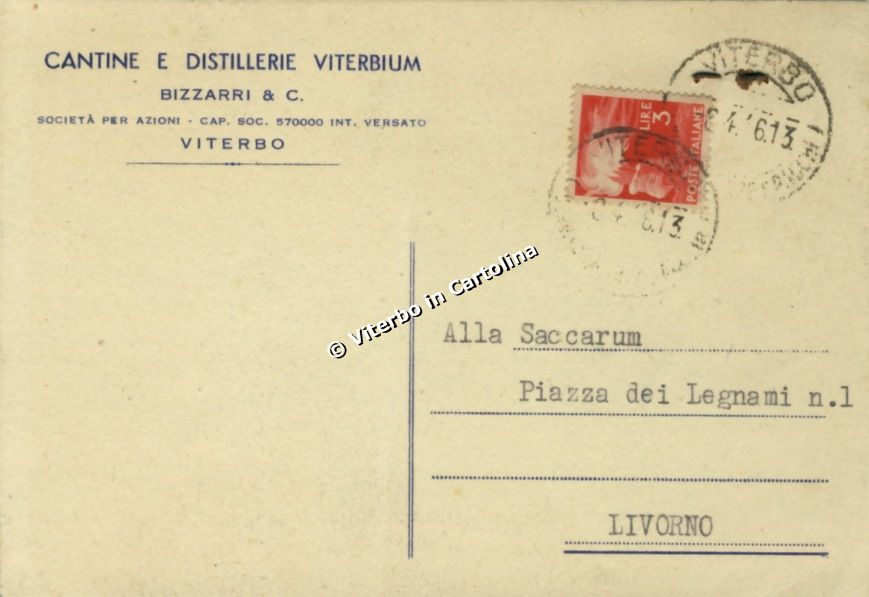 CANTINE E DISTILLERIE VITERBIUM
BIZZARRI & C.
SOCIETÀ PER AZIONI - CAP. SOC. 570000 INT. VERSATO
VITERBO
VITERBO
LIRE 3
POSTE ITALIANE
© Viterbo in Cartolina
Alla Saccarum
Piazza dei Legnami n.1
LIVORNO